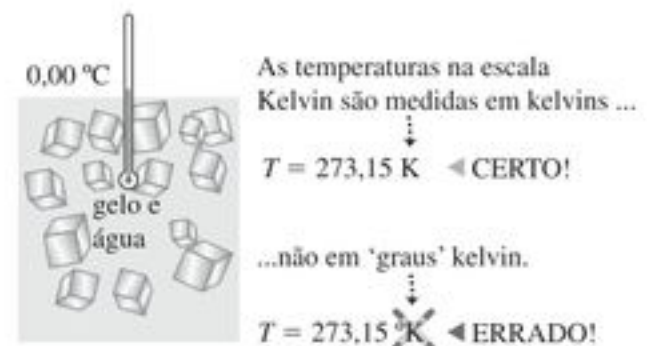 0,00 ºC
gelo e
água
As temperaturas na escala
Kelvin são medidas em kelvins ...
T = 273,15 K ◄ CERTO!
...não em ‘graus’ kelvin.
T = 273,15 ºK ◄ ERRADO!